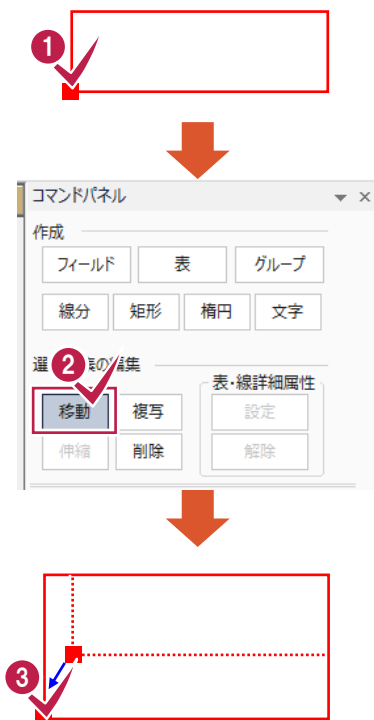 1
コマンドパネル
作成
フィールド 表 グループ
線分 矩形 楕円 文字
2
選 の編集
表・線詳細属性
移動 複写 設定
伸縮 削除 解除
3